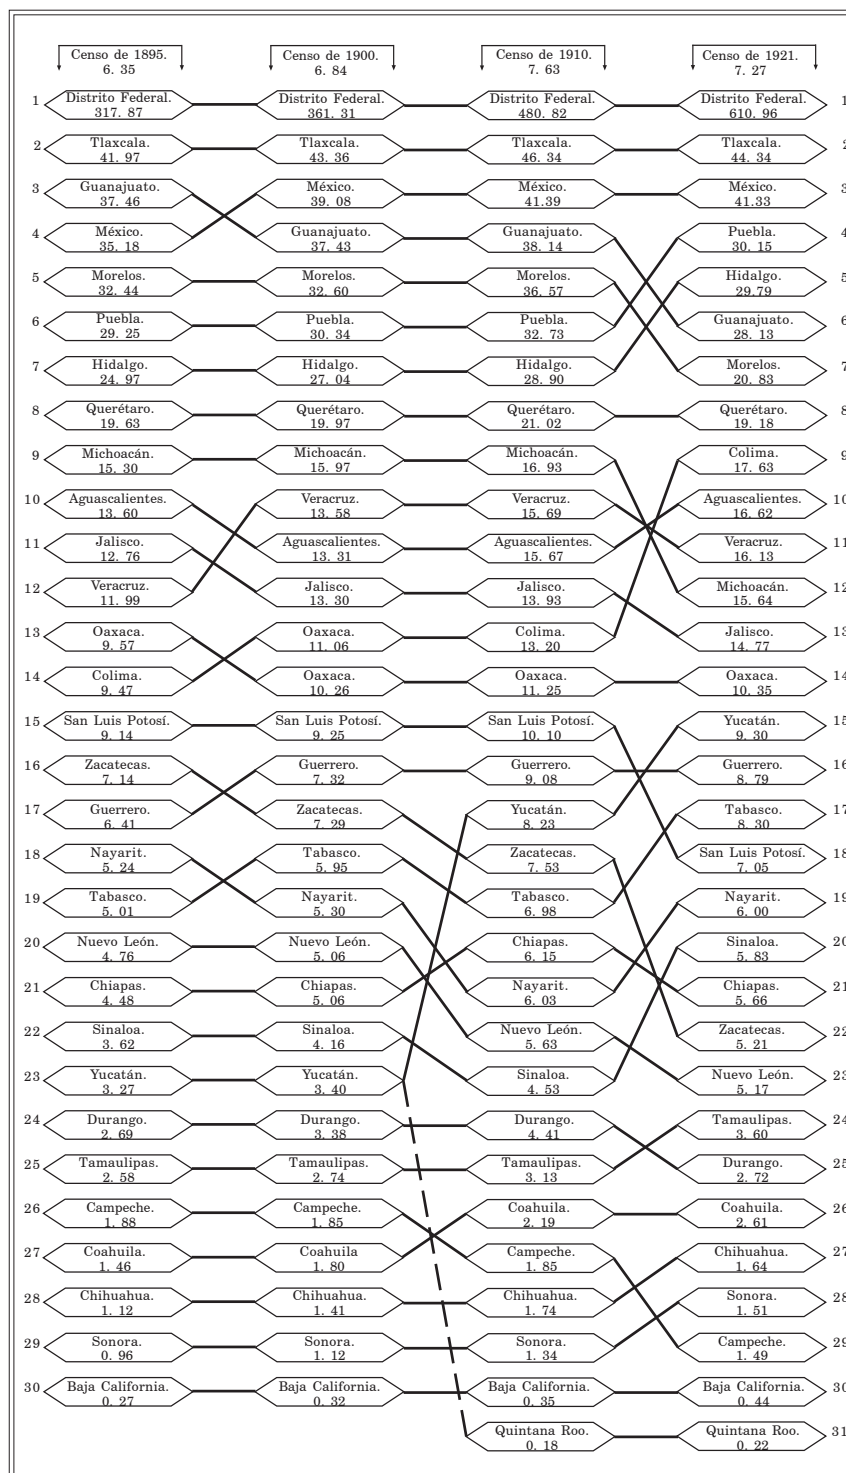 Censo de 1895. Censo de 1900. Censo de 1910. Censo de 1921.
6. 35 6. 84 7. 63 7. 27
1 Distrito Federal. Distrito Federal. Distrito Federal. Distrito Federal. 1
317. 87 361. 31 480. 82 610. 96
2 Tlaxcala. Tlaxcala. Tlaxcala. Tlaxcala. 2
41. 97 43. 36 46. 34 44. 34
3 Guanajuato. México. México. México. 3
37. 46 39. 08 41.39 41.33
4 México. Guanajuato. Guanajuato. Puebla. 4
35. 18 37. 43 38. 14 30. 15
5 Morelos. Morelos. Morelos. Hidalgo. 5
32. 44 32. 60 36. 57 29.79
6 Puebla. Puebla. Puebla. Guanajuato. 6
29. 25 30. 34 32. 73 28. 13
7 Hidalgo. Hidalgo. Hidalgo. Morelos. 7
24. 97 27. 04 28. 90 20. 83
8 Querétaro. Querétaro. Querétaro. Querétaro. 8
19. 63 19. 97 21. 02 19. 18
9 Michoacán. Michoacán. Michoacán. Colima. 9
15. 30 15. 97 16. 93 17. 63
10 Aguascalientes. Veracruz. Veracruz. Aguascalientes. 10
13. 60 13. 58 15. 69 16. 62
11 Jalisco. Aguascalientes. Aguascalientes. Veracruz. 11
12. 76 13. 31 15. 67 16. 13
12 Veracruz. Jalisco. Jalisco. Michoacán. 12
11. 99 13. 30 13. 93 15. 64
13 Oaxaca. Oaxaca. Colima. Jalisco. 13
9. 57 11. 06 13. 20 14. 77
14 Colima. Oaxaca. Oaxaca. Oaxaca. 14
9. 47 10. 26 11. 25 10. 35
15 San Luis Potosí. San Luis Potosí. San Luis Potosí. Yucatán. 15
9. 14 9. 25 10. 10 9. 30
16 Zacatecas. Guerrero. Guerrero. Guerrero. 16
7. 14 7. 32 9. 08 8. 79
17 Guerrero. Zacatecas. Yucatán. Tabasco. 17
6. 41 7. 29 8. 23 8. 30
18 Nayarit. Tabasco. Zacatecas. San Luis Potosí. 18
5. 24 5. 95 7. 53 7. 05
19 Tabasco. Nayarit. Tabasco. Nayarit. 19
5. 01 5. 30 6. 98 6. 00
20 Nuevo León. Nuevo León. Chiapas. Sinaloa. 20
4. 76 5. 06 6. 15 5. 83
21 Chiapas. Chiapas. Nayarit. Chiapas. 21
4. 48 5. 06 6. 03 5. 66
22 Sinaloa. Sinaloa. Nuevo León. Zacatecas. 22
3. 62 4. 16 5. 63 5. 21
23 Yucatán. Yucatán. Sinaloa. Nuevo León. 23
3. 27 3. 40 4. 53 5. 17
24 Durango. Durango. Durango. Tamaulipas. 24
2. 69 3. 38 4. 41 3. 60
25 Tamaulipas. Tamaulipas. Tamaulipas. Durango. 25
2. 58 2. 74 3. 13 2. 72
26 Campeche. Campeche. Coahuila. Coahuila. 26
1. 88 1. 85 2. 19 2. 61
27 Coahuila. Coahuila Campeche. Chihuahua. 27
1. 46 1. 80 1. 85 1. 64
28 Chihuahua. Chihuahua. Chihuahua. Sonora. 28
1. 12 1. 41 1. 74 1. 51
29 Sonora. Sonora. Sonora. Campeche. 29
0. 96 1. 12 1. 34 1. 49
30 Baja California. Baja California. Baja California. Baja California. 30
0. 27 0. 32 0. 35 0. 44
Quintana Roo. Quintana Roo. 31
0. 18 0. 22